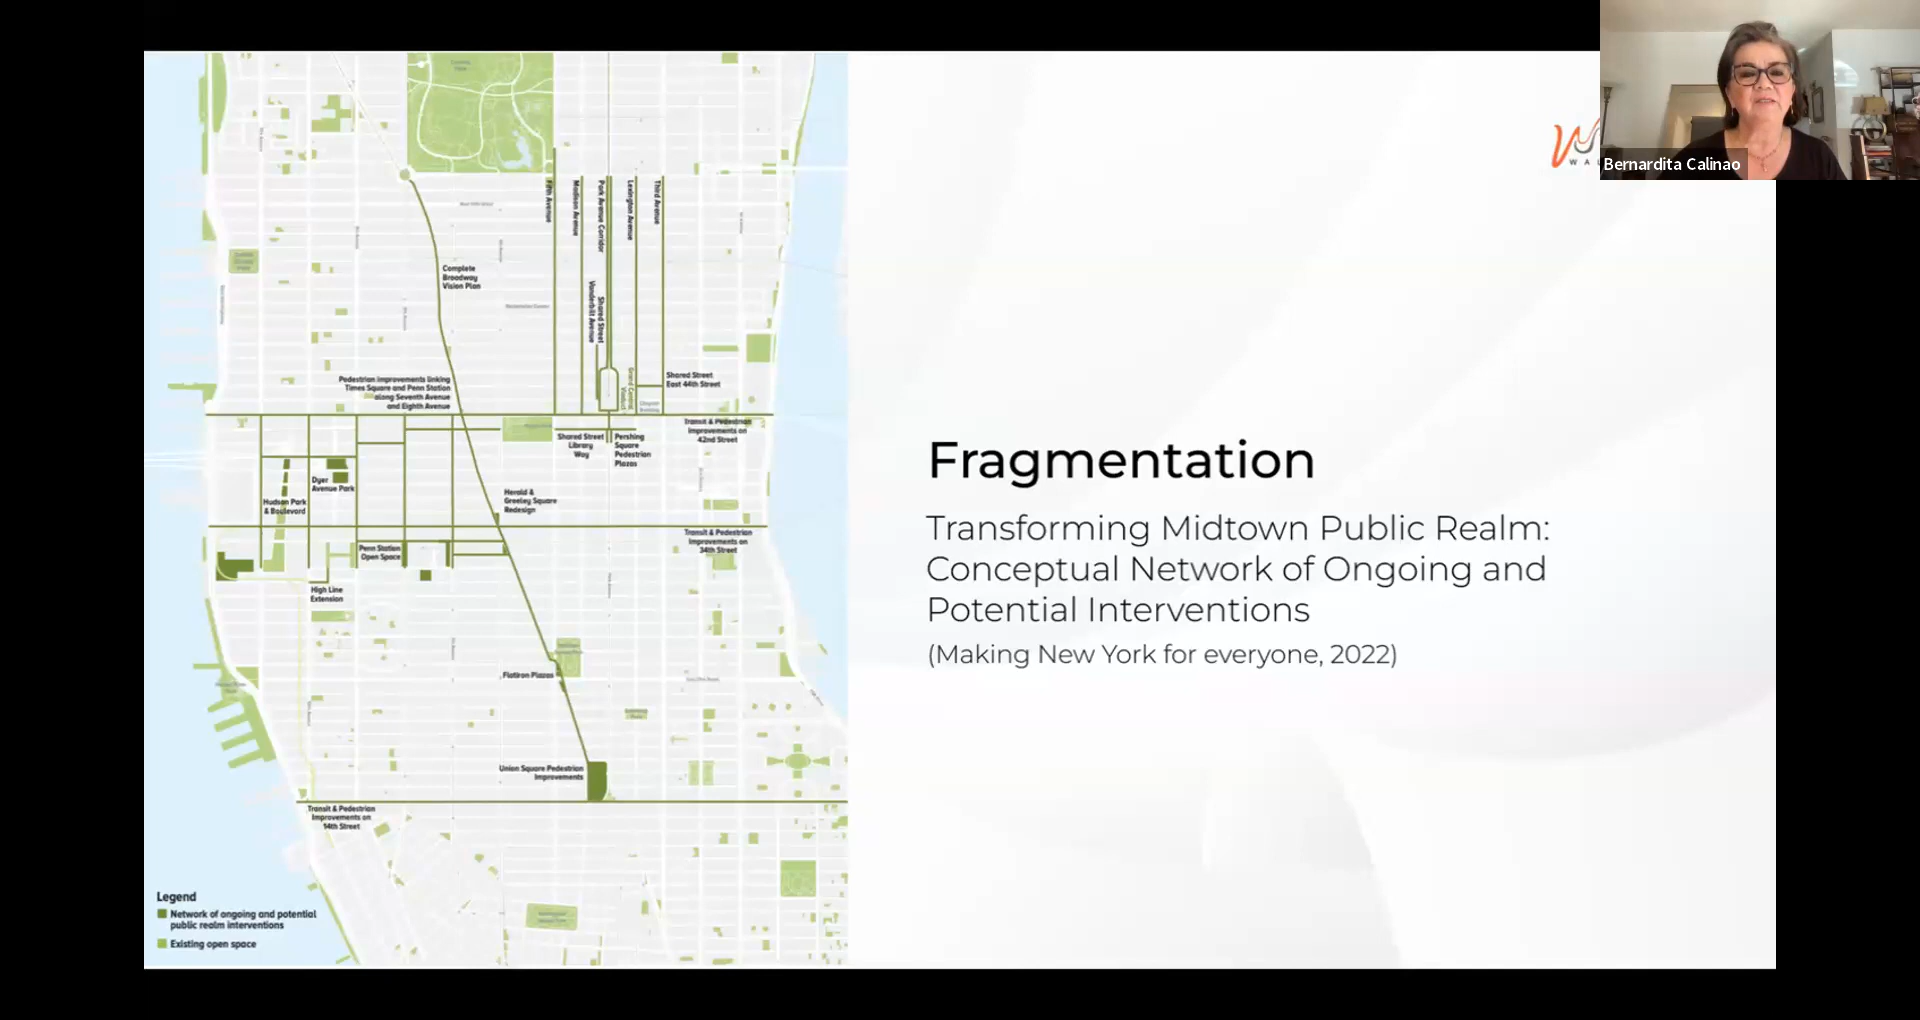 Fifth Avenue
Madison Avenue
Park Avenue Corridor
Lexington Avenue
Third Avenue
Complete
Broadway
Vision Plan
Shared Street
Vanderbilt Avenue
Pedestrian improvements linking
Times Square and Penn Station
along Seventh Avenue
and Eighth Avenue
Grand Central
Viaduct
Shared Street
East 44th Street
Transit & Pedestrian
Improvements on
42nd Street
Shared Street
Library
Way
Pershing
Square
Pedestrian
Plazas
Dyer
Avenue Park
Hudson Park
& Boulevard
Herald &
Greeley Square
Redesign
Transit & Pedestrian
Improvements on
34th Street
Penn Station
Open Space
High Line
Extension
Flatiron Plazas
Union Square Pedestrian
Improvements
Transit & Pedestrian
Improvements on
14th Street
Legend
Network of ongoing and potential
public realm interventions
Existing open space
Fragmentation
Transforming Midtown Public Realm:
Conceptual Network of Ongoing and
Potential Interventions
(Making New York for everyone, 2022)
Bernardita Calinao